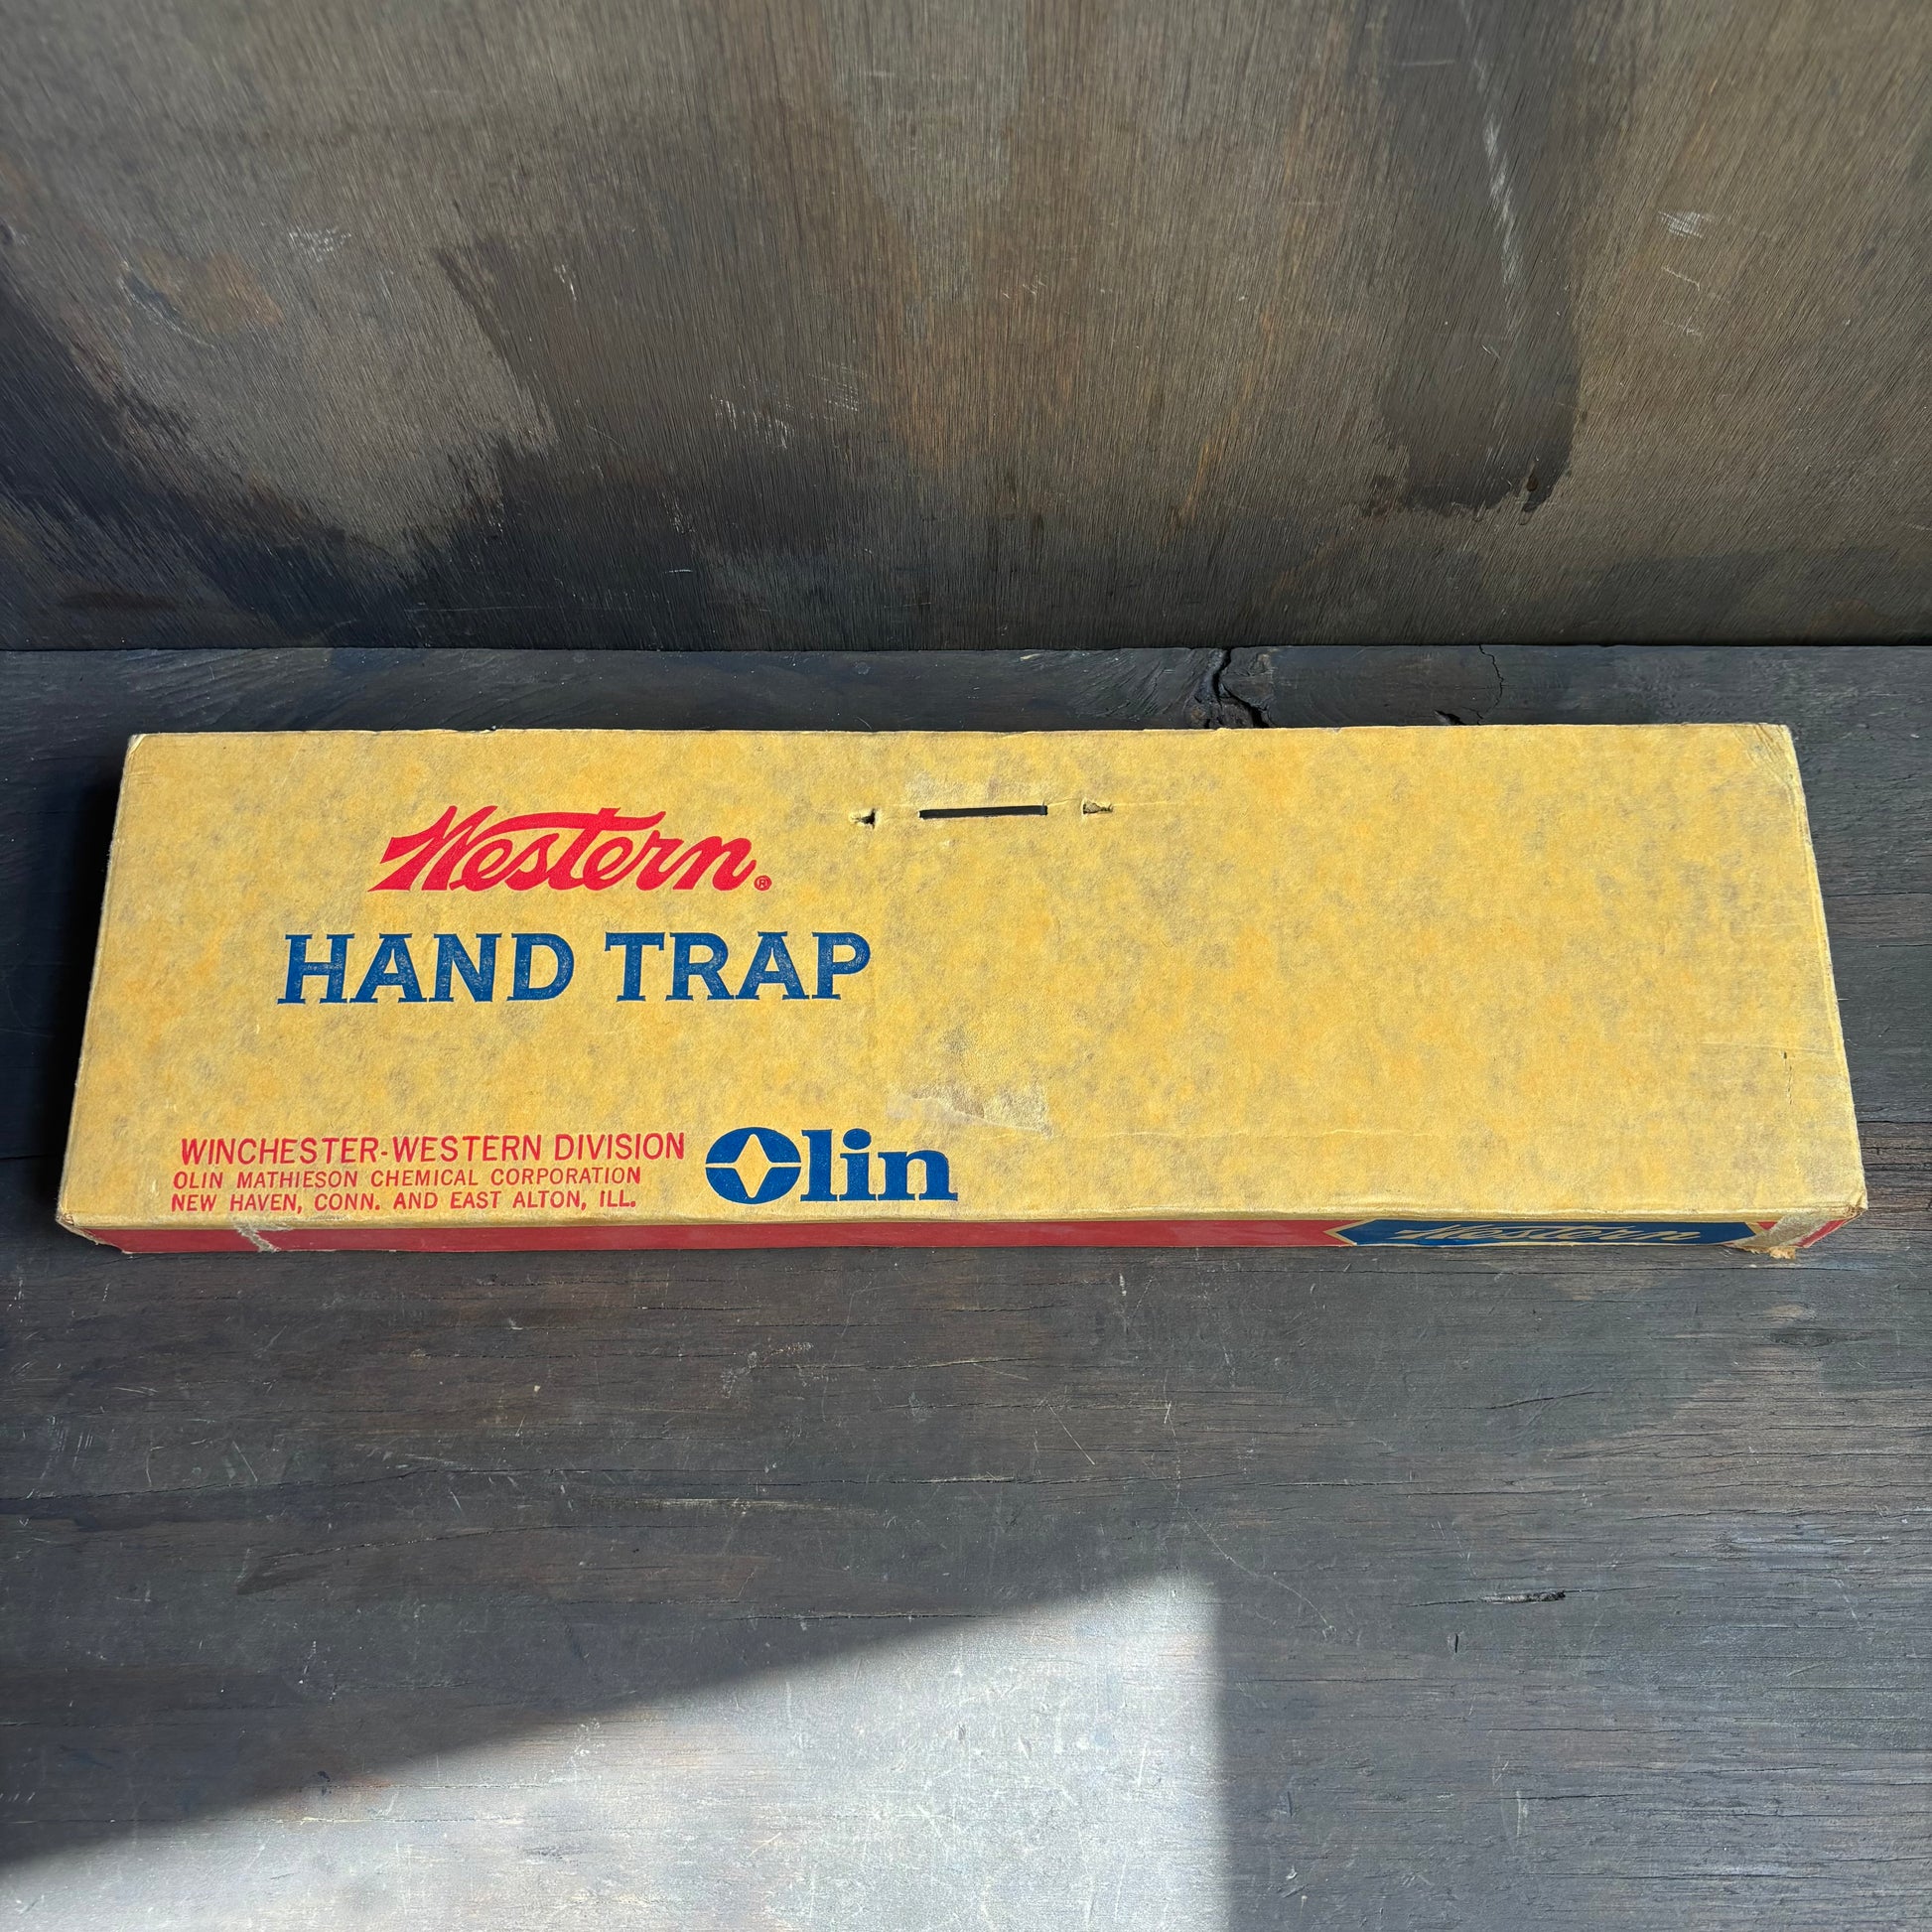 Western®
HAND TRAP
WINCHESTER-WESTERN DIVISION
OLIN MATHIESON CHEMICAL CORPORATION
NEW HAVEN, CONN. AND EAST ALTON, ILL.
Olin
Western